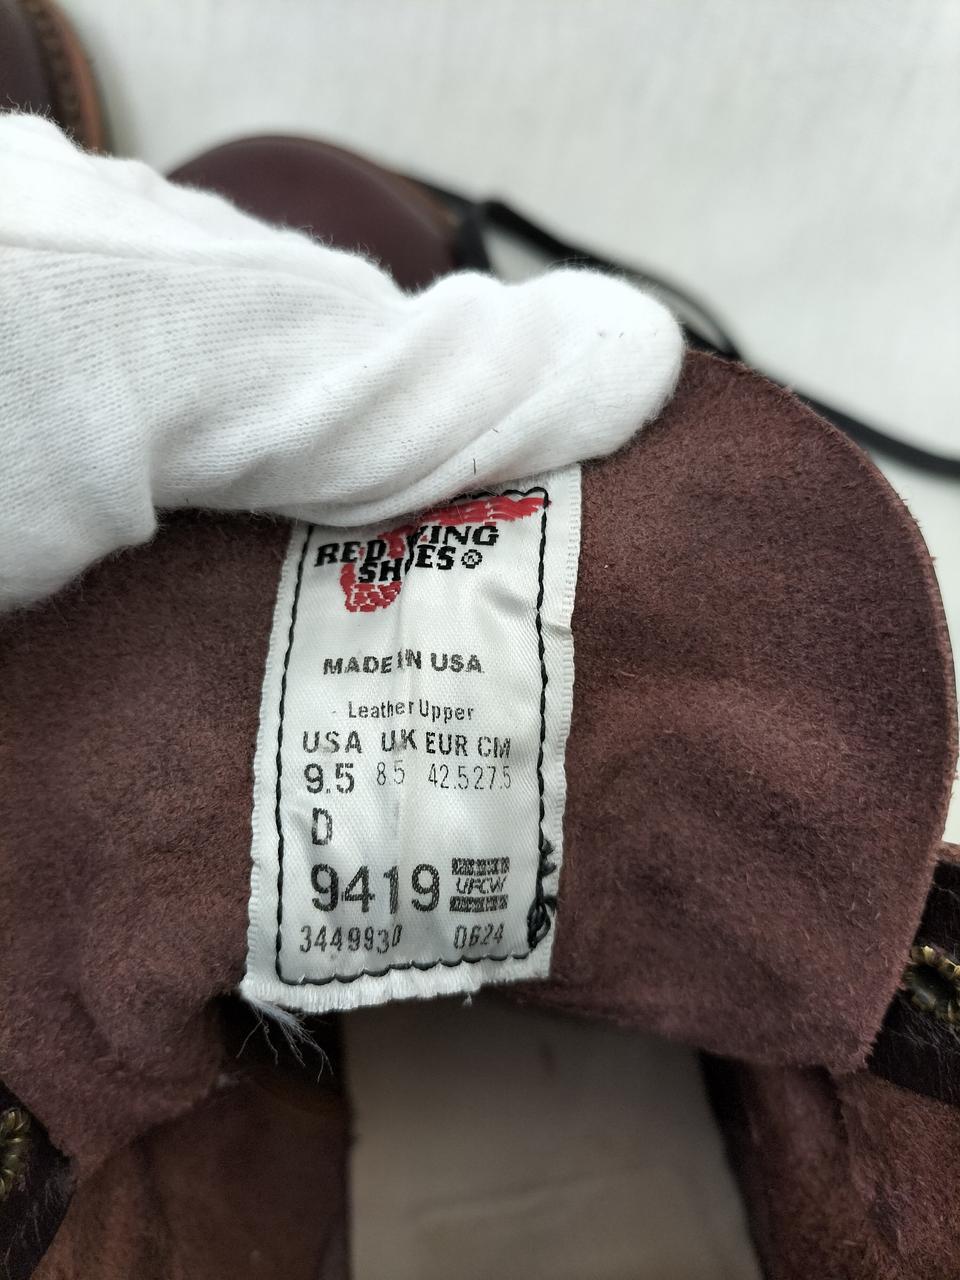 RED WING
SHOES®
MADE IN USA
Leather Upper
USA UK EUR CM
9.5 8.5 42.5 27.5
D
9419 UFCW
3449930 0624